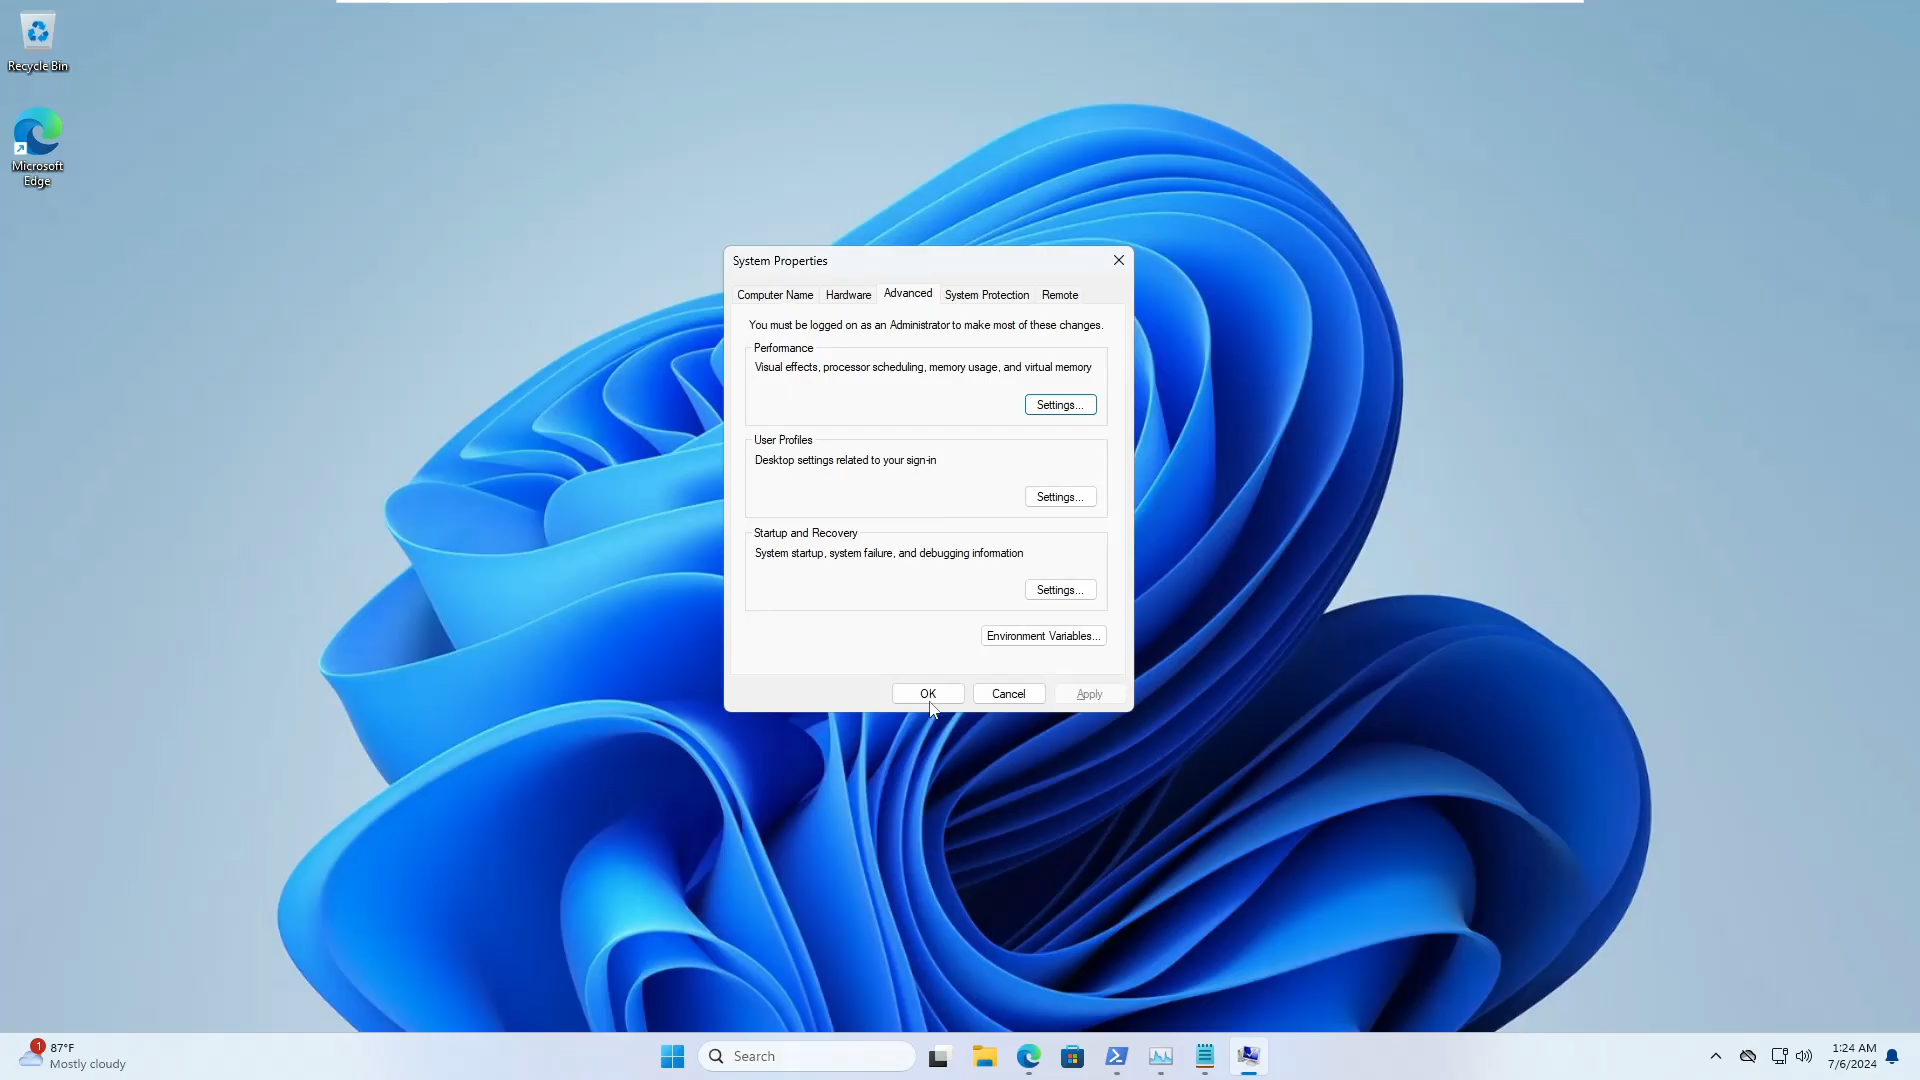 Recycle Bin
Microsoft
Edge
System Properties
Computer Name Hardware Advanced System Protection Remote
You must be logged on as an Administrator to make most of these changes.
Performance
Visual effects, processor scheduling, memory usage, and virtual memory
Settings...
User Profiles
Desktop settings related to your sign-in
Settings...
Startup and Recovery
System startup, system failure, and debugging information
Settings...
Environment Variables...
OK Cancel Apply
1
87°F
Mostly cloudy
Search
1:24 AM
7/6/2024